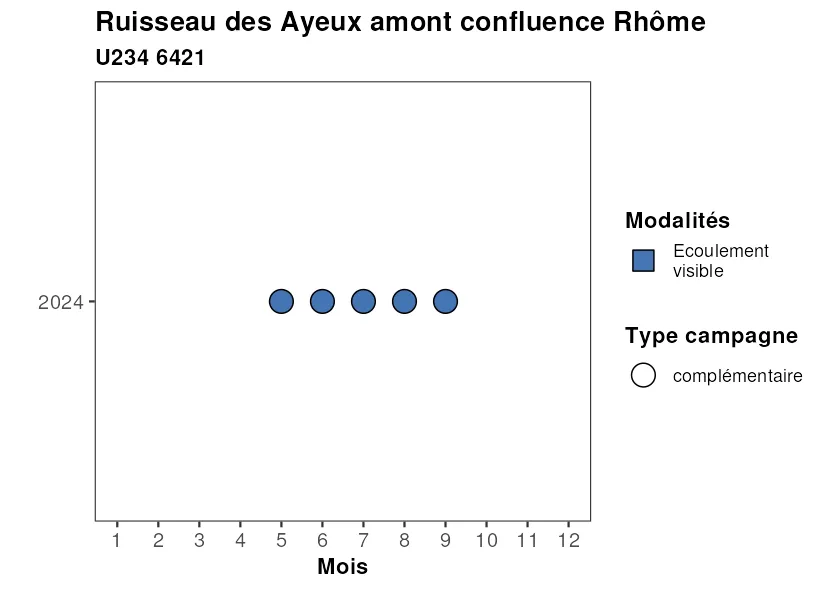 Ruisseau des Ayeux amont confluence Rhôme
U234 6421
2024
1 2 3 4 5 6 7 8 9 10 11 12
Mois
Modalités
Ecoulement
visible
Type campagne
complémentaire